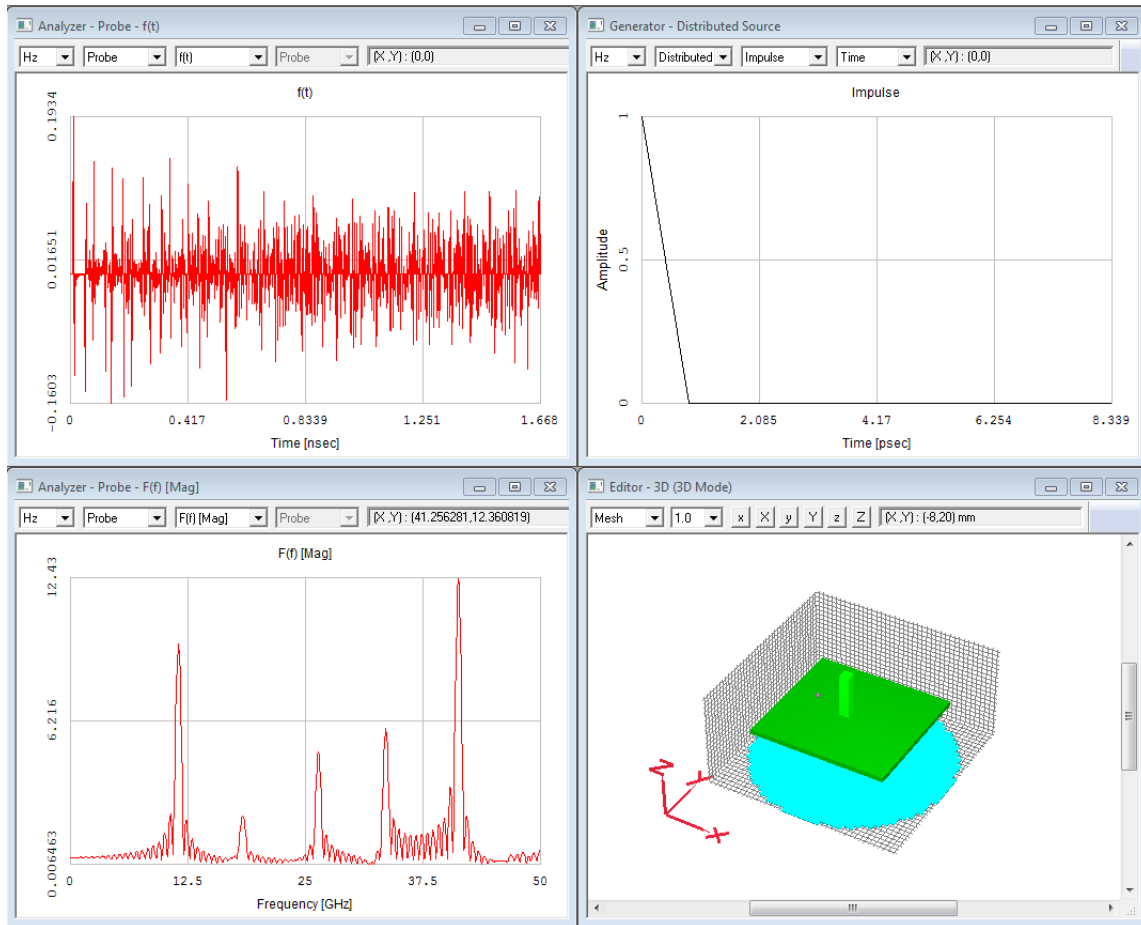 Analyzer - Probe - f(t)
Hz Probe f(t) Probe (X ,Y) : (0,0)
f(t)
0.1934
0.01651
-0.1603
0 0.417 0.8339 1.251 1.668
Time [nsec]
Generator - Distributed Source
Hz Distributed Impulse Time (X ,Y) : (0,0)
Impulse
1
0.5
0
Amplitude
0 2.085 4.17 6.254 8.339
Time [psec]
Analyzer - Probe - F(f) [Mag]
Hz Probe F(f) [Mag] Probe (X ,Y) : (41.256281,12.360819)
F(f) [Mag]
12.43
6.216
0.006463
0 12.5 25 37.5 50
Frequency [GHz]
Editor - 3D (3D Mode)
Mesh 1.0 x X y Y z Z (X ,Y) : (-8,20) mm
Z
Y
X